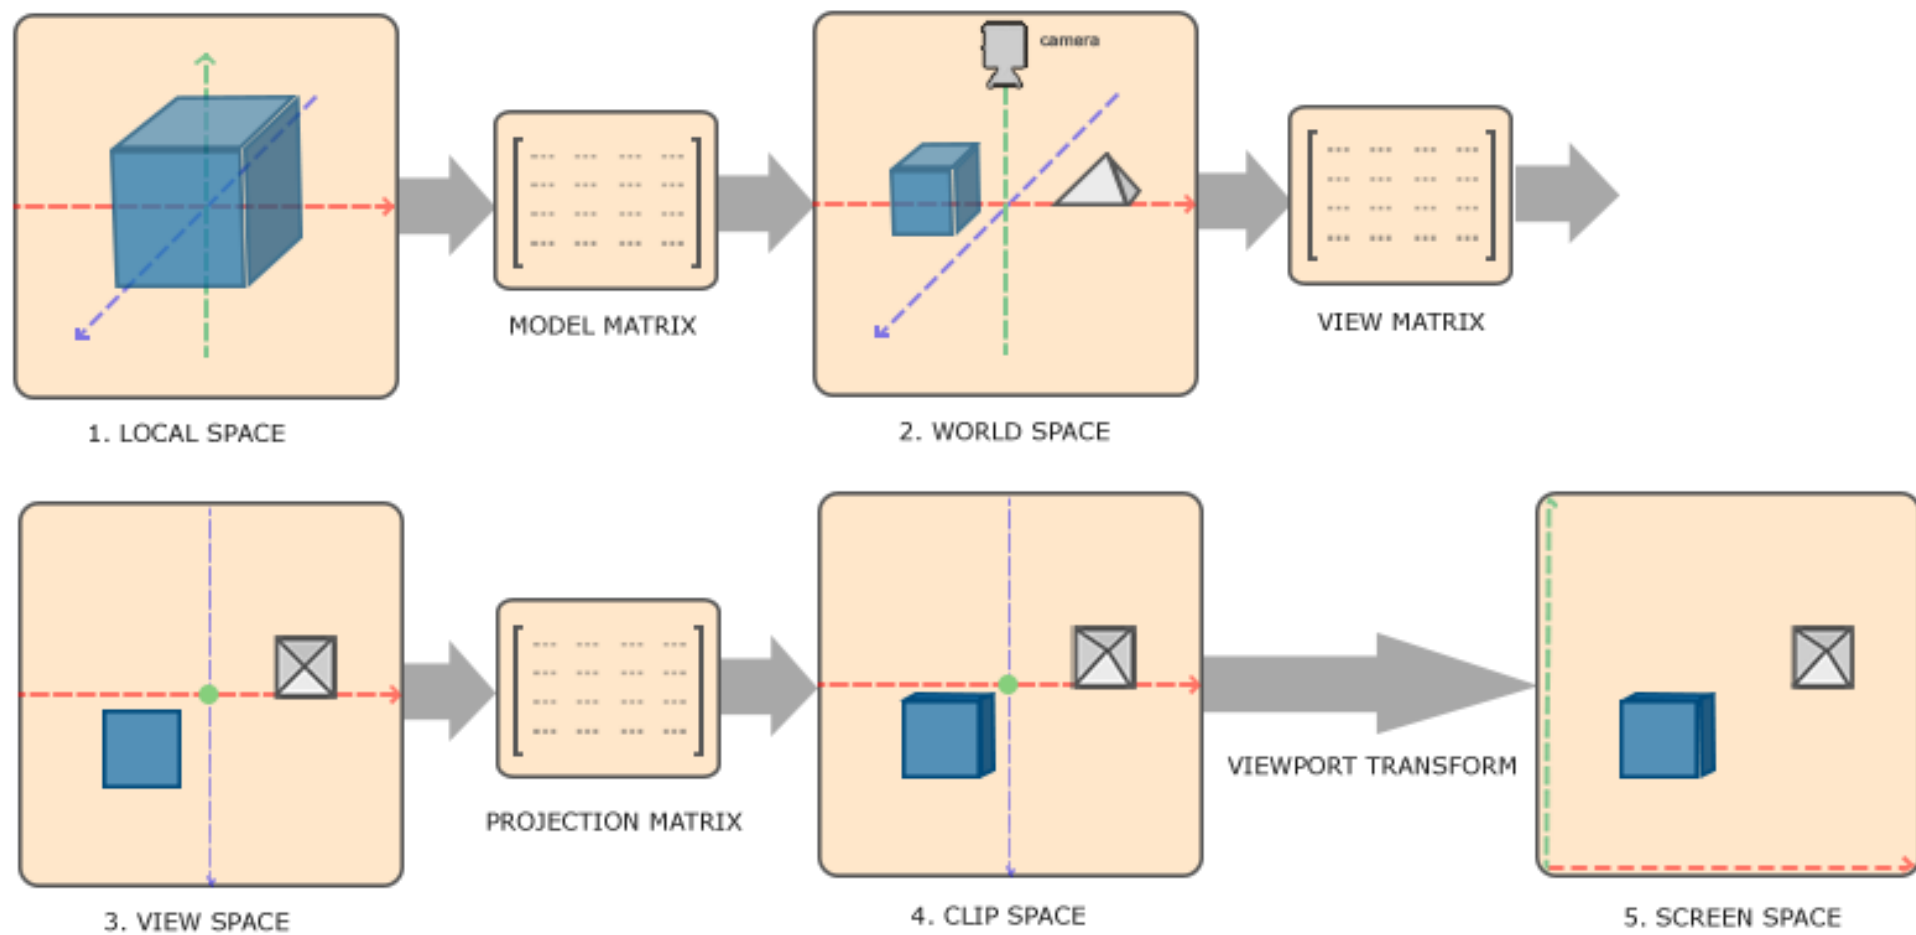 camera
MODEL MATRIX
VIEW MATRIX
1. LOCAL SPACE
2. WORLD SPACE
PROJECTION MATRIX
VIEWPORT TRANSFORM
3. VIEW SPACE
4. CLIP SPACE
5. SCREEN SPACE